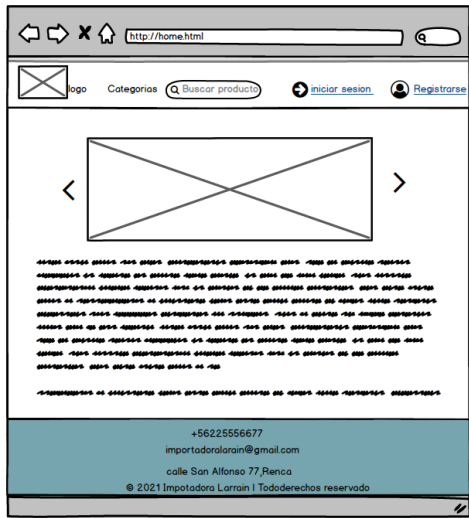 http://home.html
logo Categorias Buscar producto iniciar sesion Registrarse
+56225556677
importadoralarain@gmail.com
calle San Alfonso 77,Renca
© 2021 Impotadora Larrain I Tododerechos reservado